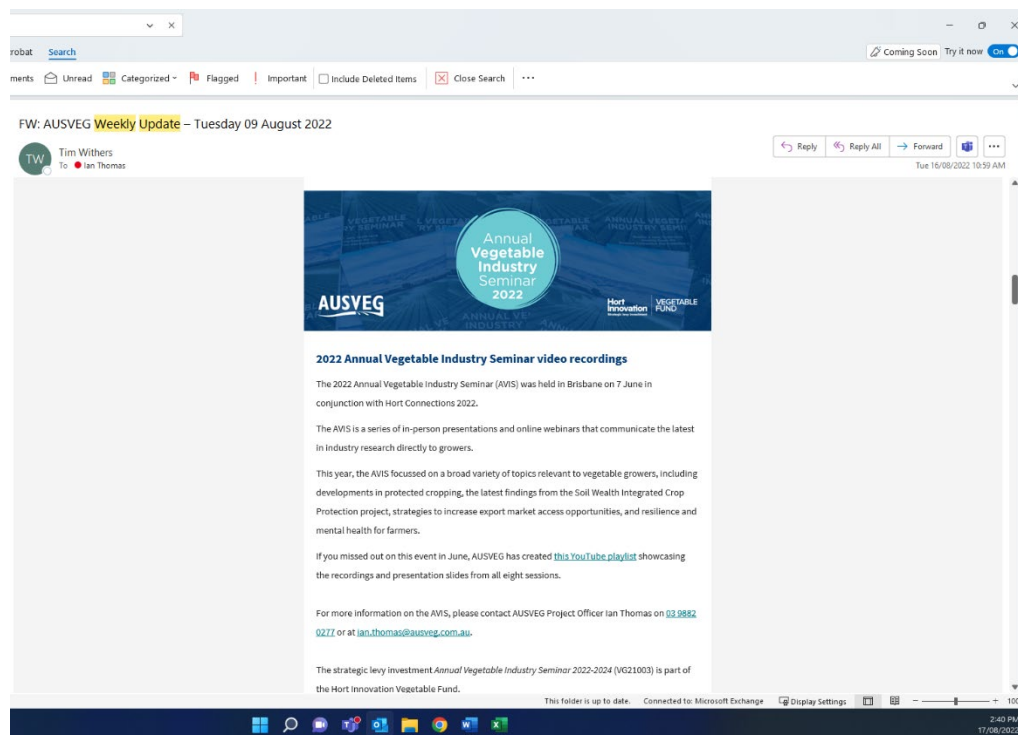 robat Search
Coming Soon Try it now On
ments Unread Categorized Flagged Important Include Deleted Items Close Search ...
FW: AUSVEG Weekly Update – Tuesday 09 August 2022
TW
Tim Withers
To Ian Thomas
Reply Reply All Forward
Tue 16/08/2022 10:59 AM
Annual
Vegetable
Industry
Seminar
2022
AUSVEG
Hort
Innovation
VEGETABLE
FUND
2022 Annual Vegetable Industry Seminar video recordings
The 2022 Annual Vegetable Industry Seminar (AVIS) was held in Brisbane on 7 June in
conjunction with Hort Connections 2022.
The AVIS is a series of in-person presentations and online webinars that communicate the latest
in industry research directly to growers.
This year, the AVIS focussed on a broad variety of topics relevant to vegetable growers, including
developments in protected cropping, the latest findings from the Soil Wealth Integrated Crop
Protection project, strategies to increase export market access opportunities, and resilience and
mental health for farmers.
If you missed out on this event in June, AUSVEG has created this YouTube playlist showcasing
the recordings and presentation slides from all eight sessions.
For more information on the AVIS, please contact AUSVEG Project Officer Ian Thomas on 03 9882
0277 or at ian.thomas@ausveg.com.au.
The strategic levy investment Annual Vegetable Industry Seminar 2022-2024 (VG21003) is part of
the Hort Innovation Vegetable Fund.
This folder is up to date. Connected to: Microsoft Exchange Display Settings 100
2:40 PM
17/08/2022